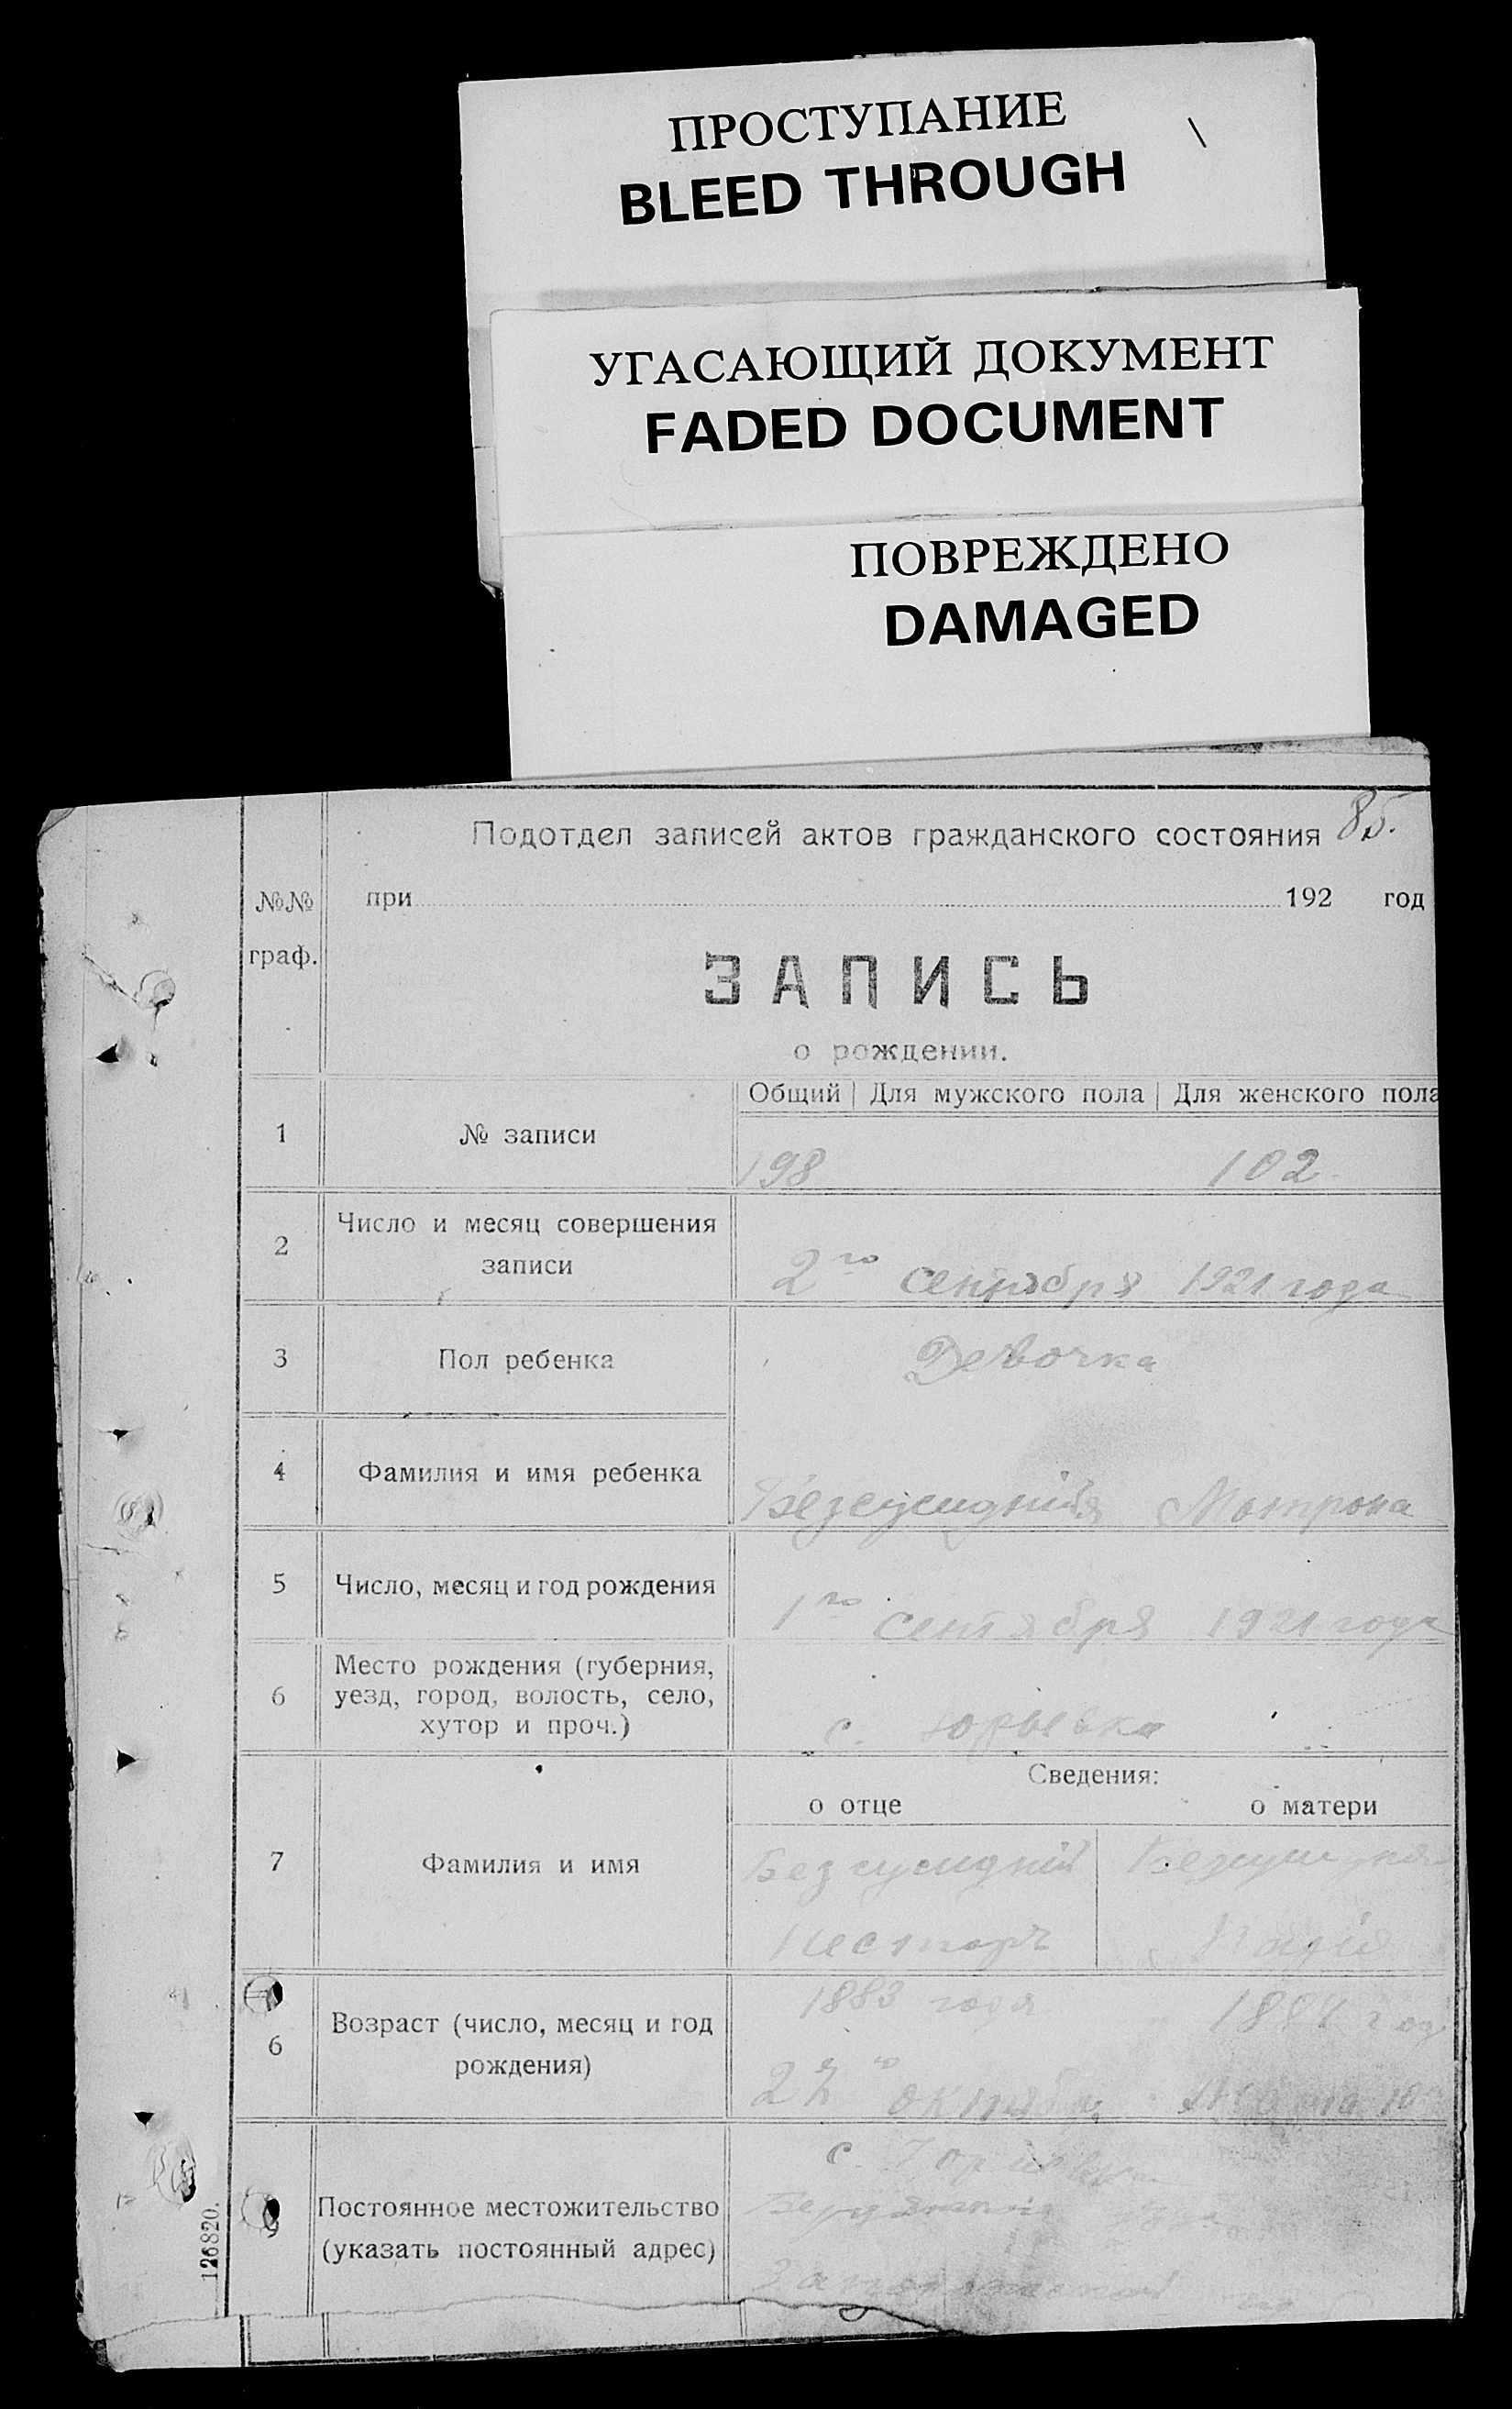 ПРОСТУПАНИЕ
BLEED THROUGH
УГАСАЮЩИЙ ДОКУМЕНТ
FADED DOCUMENT
ПОВРЕЖДЕНО
DAMAGED
85.
Подотдел записей актов гражданского состояния
№№ граф.
при 192 год
ЗАПИСЬ
о рождении.
Общий Для мужского пола Для женского пола
1 № записи
198 102
2 Число и месяц совершения
записи
2го сентября 1921 года
3 Пол ребенка
Девочка
4 Фамилия и имя ребенка
Матрона
5 Число, месяц и год рождения
1го сентября 1921 года
6 Место рождения (губерния,
уезд, город, волость, село,
хутор и проч.)
с. Юрьевка
Сведения:
о отце о матери
7 Фамилия и имя
Нестор
1883 года
6 Возраст (число, месяц и год
рождения)
октября
с.
9 Постоянное местожительство
(указать постоянный адрес)
126820.